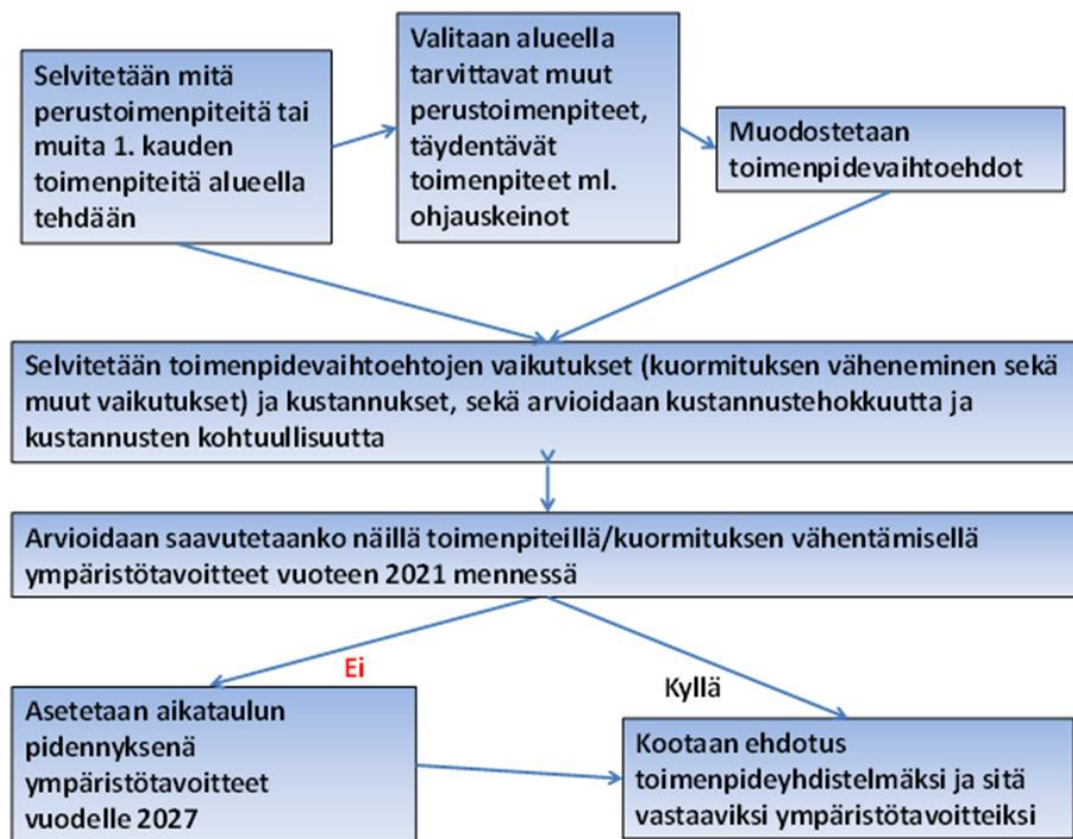 Selvitetään mitä
perustoimenpiteitä tai
muita 1. kauden
toimenpiteitä alueella
tehdään
Valitaan alueella
tarvittavat muut
perustoimenpiteet,
täydentävät
toimenpiteet ml.
ohjauskeinot
Muodostetaan
toimenpidevaihtoehdot
Selvitetään toimenpidevaihtoehtojen vaikutukset (kuormituksen väheneminen sekä
muut vaikutukset) ja kustannukset, sekä arvioidaan kustannustehokkuutta ja
kustannusten kohtuullisuutta
Arvioidaan saavutetaanko näillä toimenpiteillä/kuormituksen vähentämisellä
ympäristötavoitteet vuoteen 2021 mennessä
Ei
Kyllä
Asetetaan aikataulun
pidennyksenä
ympäristötavoitteet
vuodelle 2027
Kootaan ehdotus
toimenpideyhdistelmäksi ja sitä
vastaaviksi ympäristötavoitteiksi